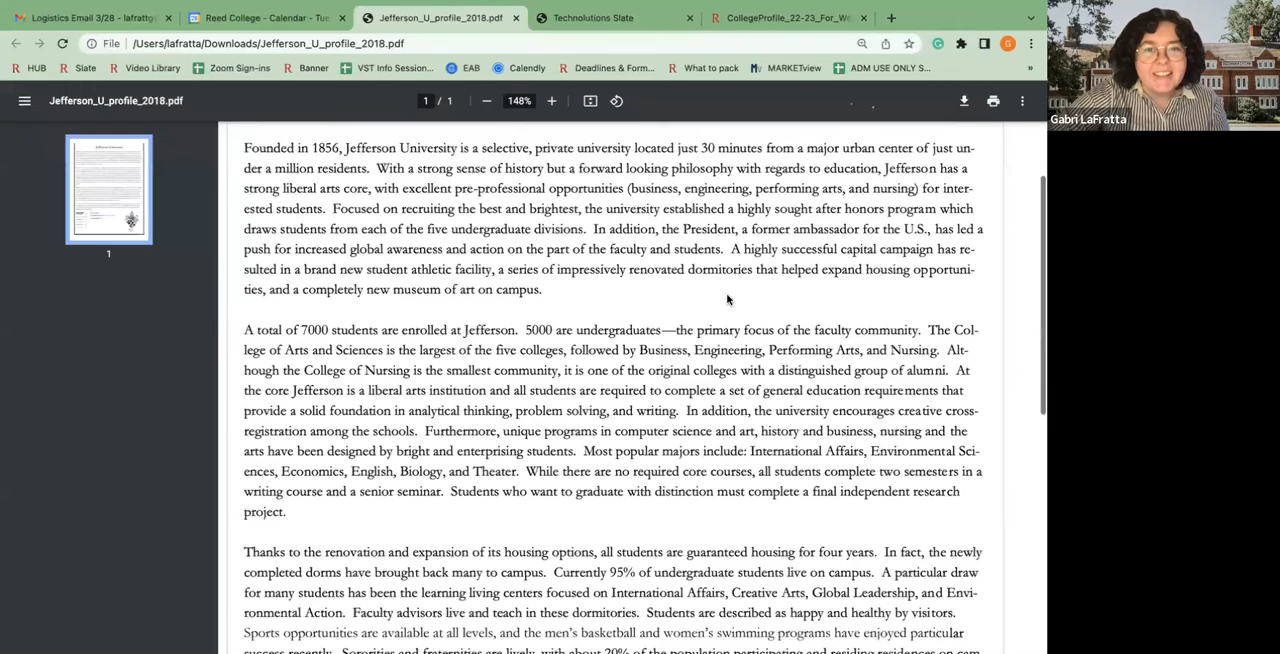 Logistics Email 3/28 - lafrattg
Reed College - Calendar - Tue
Jefferson_U_profile_2018.pdf
Technolutions Slate
CollegeProfile_22-23_For_We
File /Users/lafratta/Downloads/Jefferson_U_profile_2018.pdf
HUB
Slate
Video Library
Zoom Sign-ins
Banner
VST Info Session...
SAB
Calendly
Deadlines & Form...
What to pack
MARKETview
ADM USE ONLY S...
»
Gabri LaFratta
Jefferson_U_profile_2018.pdf
1 / 1
148%
1
Founded in 1856, Jefferson University is a selective, private university located just 30 minutes from a major urban center of just un-
der a million residents. With a strong sense of history but a forward looking philosophy with regards to education, Jefferson has a
strong liberal arts core, with excellent pre-professional opportunities (business, engineering, performing arts, and nursing) for inter-
ested students. Focused on recruiting the best and brightest, the university established a highly sought after honors program which
draws students from each of the five undergraduate divisions. In addition, the President, a former ambassador for the U.S., has led a
push for increased global awareness and action on the part of the faculty and students. A highly successful capital campaign has re-
sulted in a brand new student athletic facility, a series of impressively renovated dormitories that helped expand housing opportuni-
ties, and a completely new museum of art on campus.
A total of 7000 students are enrolled at Jefferson. 5000 are undergraduates—the primary focus of the faculty community. The Col-
lege of Arts and Sciences is the largest of the five colleges, followed by Business, Engineering, Performing Arts, and Nursing. Alt-
hough the College of Nursing is the smallest community, it is one of the original colleges with a distinguished group of alumni. At
the core Jefferson is a liberal arts institution and all students are required to complete a set of general education requirements that
provide a solid foundation in analytical thinking, problem solving, and writing. In addition, the university encourages creative cross-
registration among the schools. Furthermore, unique programs in computer science and art, history and business, nursing and the
arts have been designed by bright and enterprising students. Most popular majors include: International Affairs, Environmental Sci-
ences, Economics, English, Biology, and Theater. While there are no required core courses, all students complete two semesters in a
writing course and a senior seminar. Students who want to graduate with distinction must complete a final independent research
project.
Thanks to the renovation and expansion of its housing options, all students are guaranteed housing for four years. In fact, the newly
completed dorms have brought back many to campus. Currently 95% of undergraduate students live on campus. A particular draw
for many students has been the learning living centers focused on International Affairs, Creative Arts, Global Leadership, and Envi-
ronmental Action. Faculty advisors live and teach in these dormitories. Students are described as happy and healthy by visitors.
Sports opportunities are available at all levels, and the men's basketball and women's swimming programs have enjoyed particular
success recently. Sororities and fraternities are lively, with about 20% of the population participating and residing residences on cam